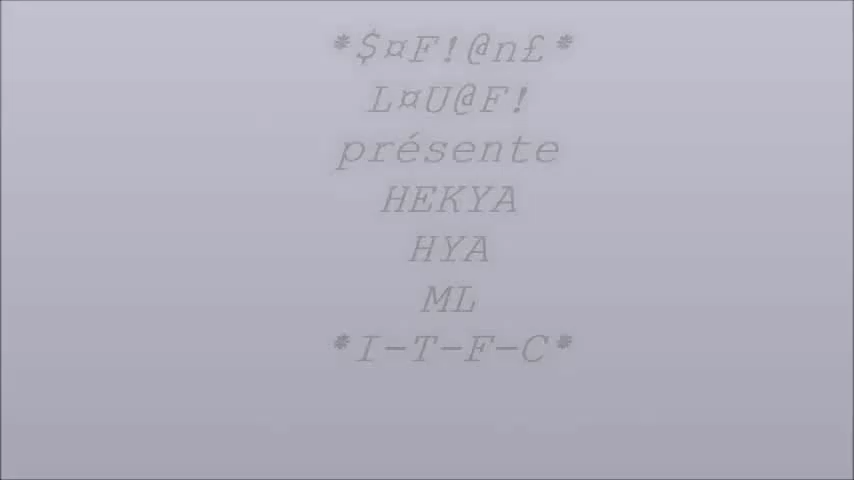 *$¤F!@n£*
L¤U@F!
présente
HEKYA
HYA
ML
*I-T-F-C*